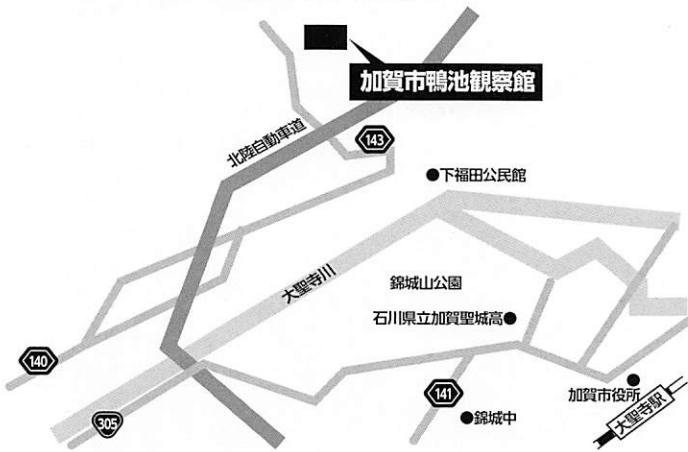 加賀市鴨池観察館
北陸自動車道
143
下福田公民館
大聖寺川
錦城山公園
石川県立加賀聖城高
140
141
加賀市役所
305
錦城中
大聖寺駅